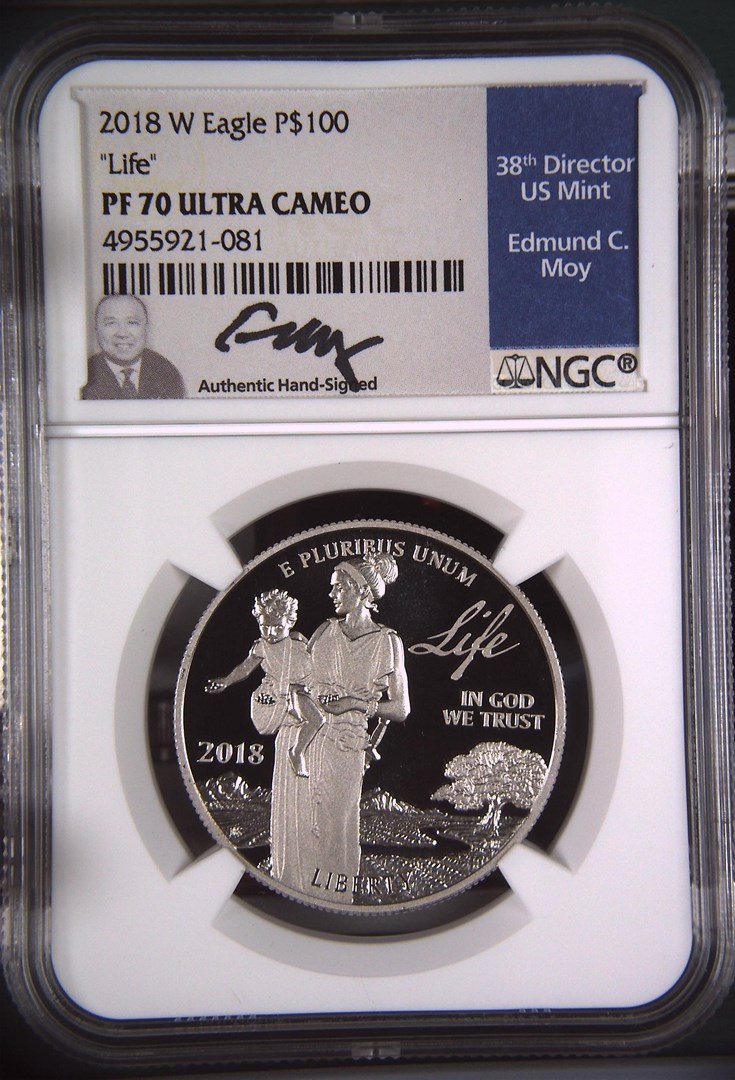 2018 W Eagle P$100
"Life"
PF 70 ULTRA CAMEO
4955921-081
Authentic Hand-Signed
38th Director
US Mint
Edmund C.
Moy
NGC®
E PLURIBUS UNUM
Life
IN GOD
WE TRUST
2018
LIBERTY